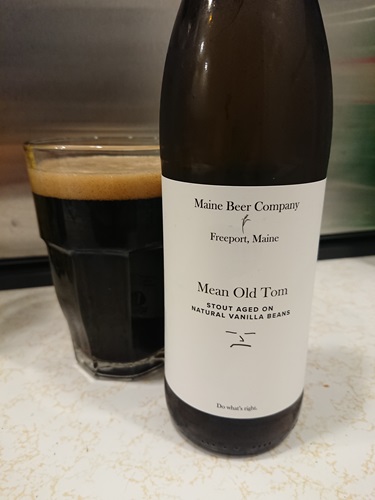 Maine Beer Company
Freeport, Maine
Mean Old Tom
STOUT AGED ON
NATURAL VANILLA BEANS
Do what's right.